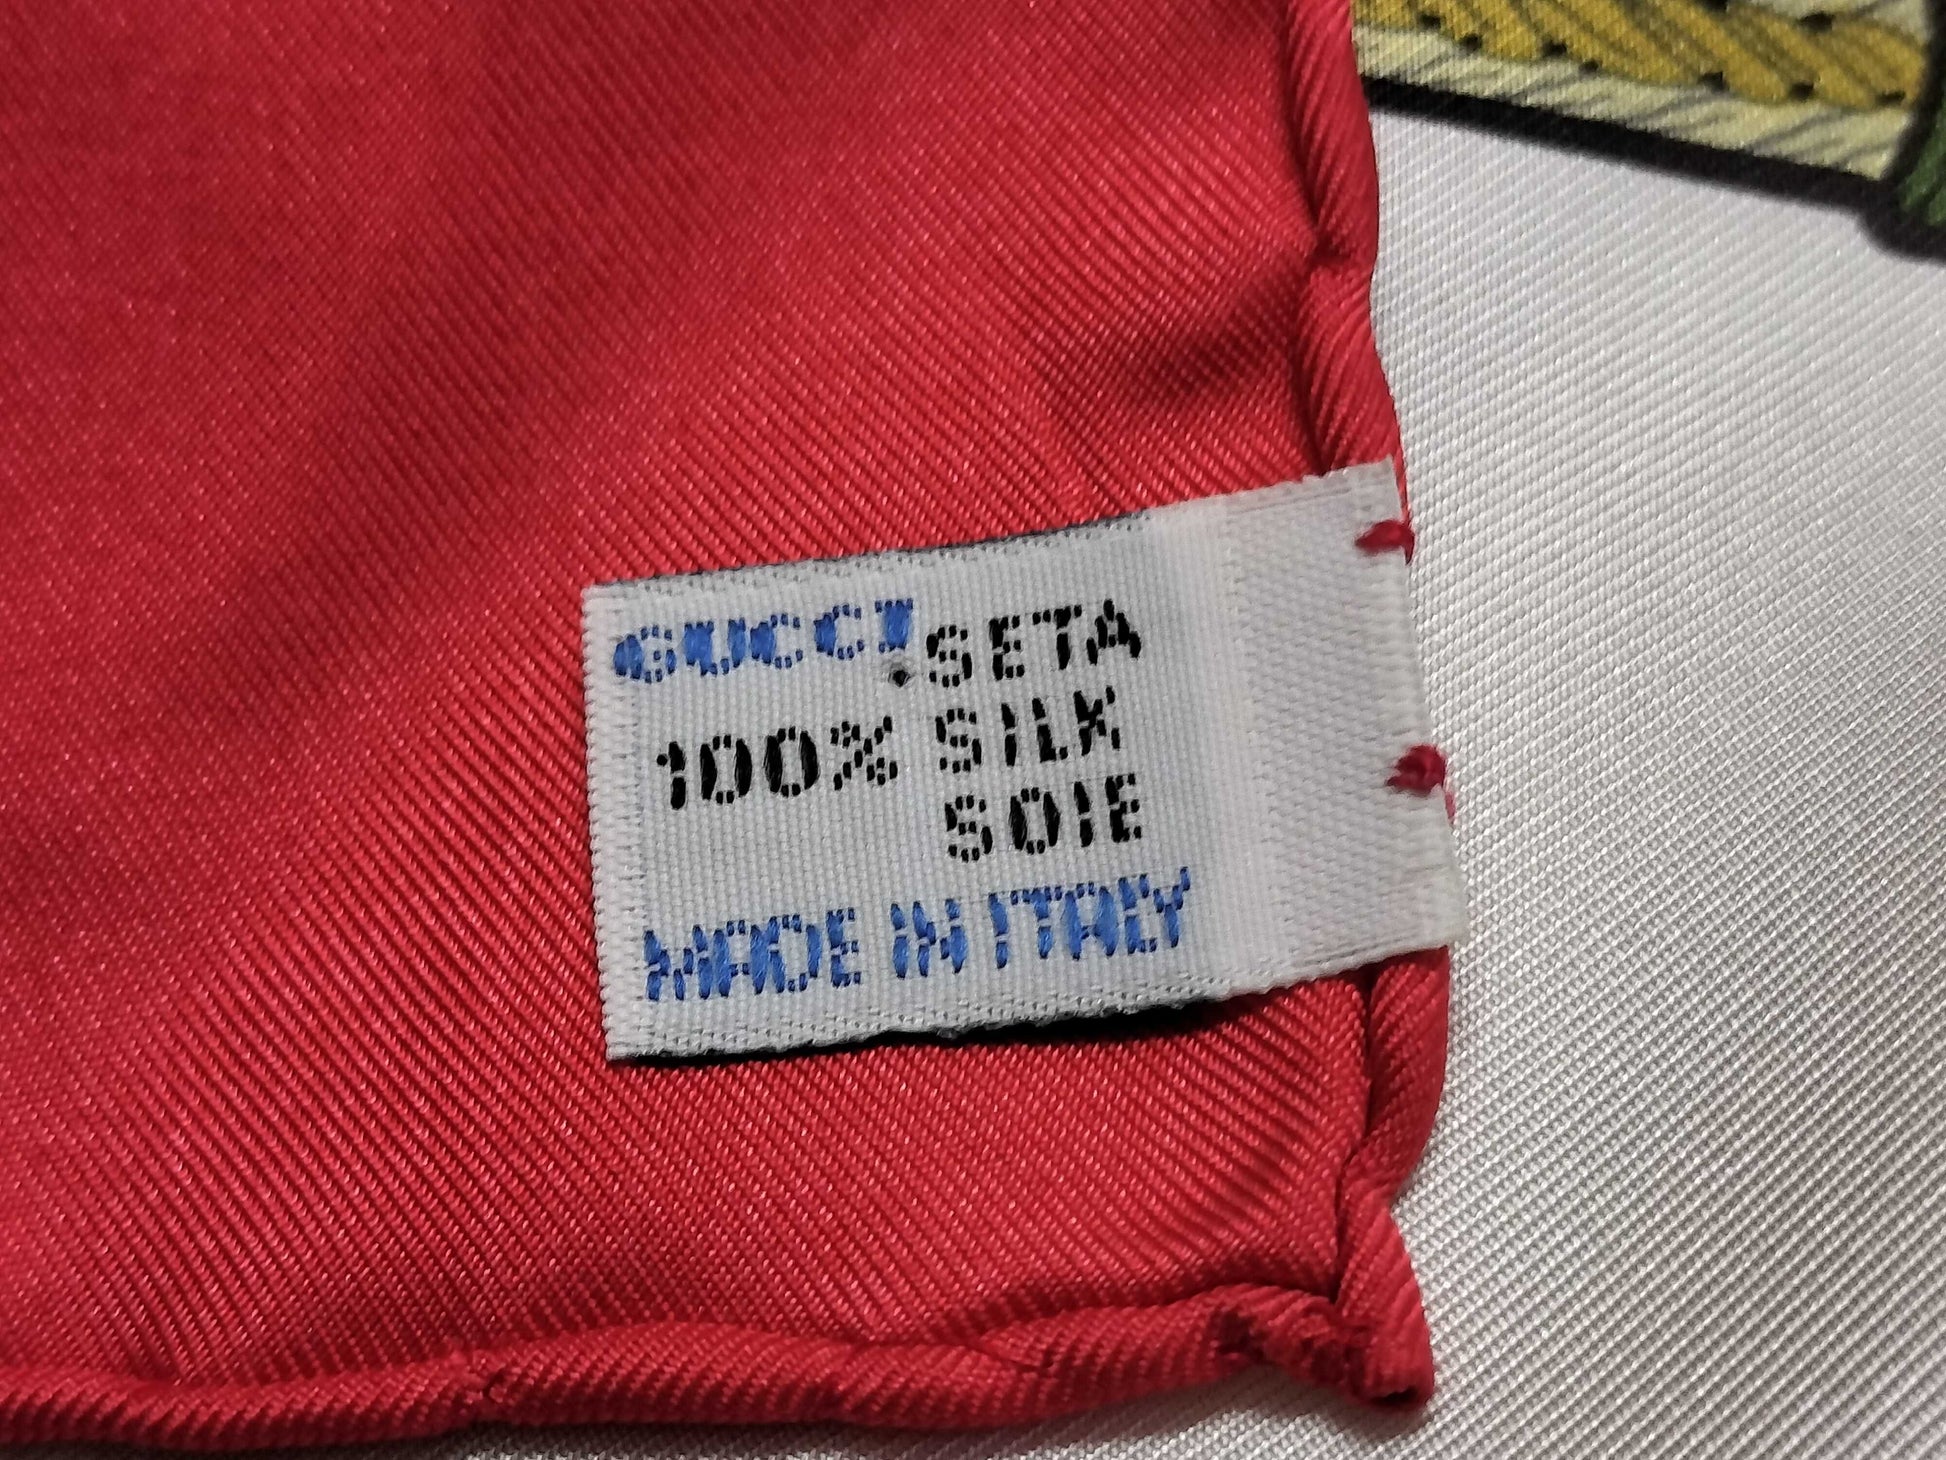 GUCCI
SETA
100% SILK
SOIE
MADE IN ITALY